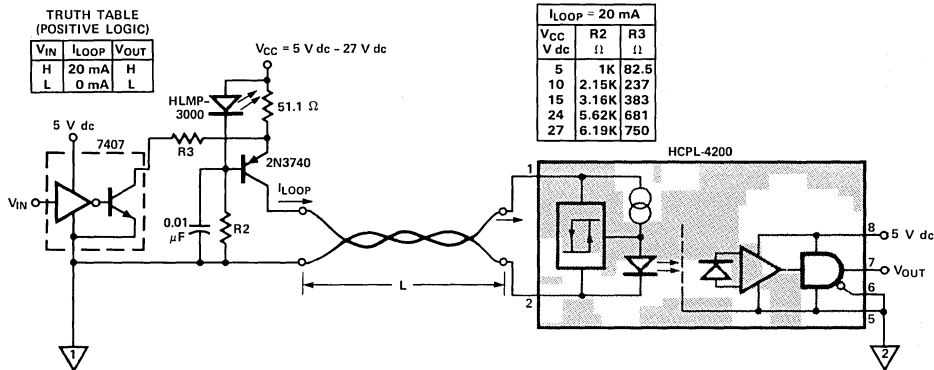 TRUTH TABLE
(POSITIVE LOGIC)
VIN ILOOP VOUT
H 20 mA H
L 0 mA L
VCC = 5 V dc – 27 V dc
HLMP-
3000
51.1 Ω
5 V dc
7407
R3
2N3740
VIN
ILOOP
0.01
μF
R2
L
1
ILOOP = 20 mA
VCC R2 R3
V dc Ω Ω
5 1K 82.5
10 2.15K 237
15 3.16K 383
24 5.62K 681
27 6.19K 750
HCPL-4200
1
2
8
5 V dc
7
VOUT
6
5
2